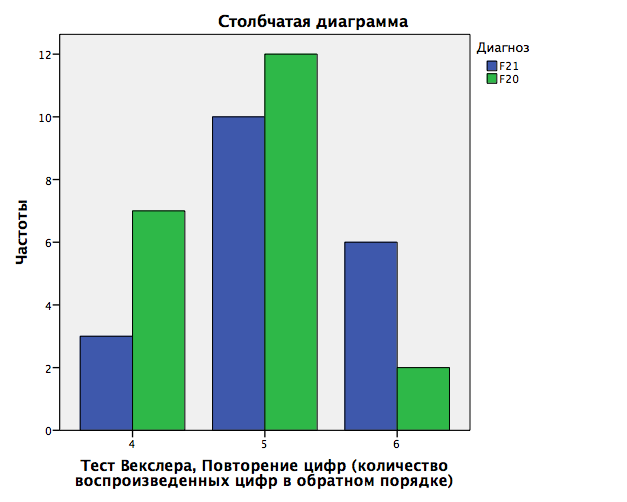 Столбчатая диаграмма
Диагноз
F21
F20
12
10
8
6
4
2
0
Частоты
4
5
6
Тест Векслера, Повторение цифр (количество
воспроизведенных цифр в обратном порядке)